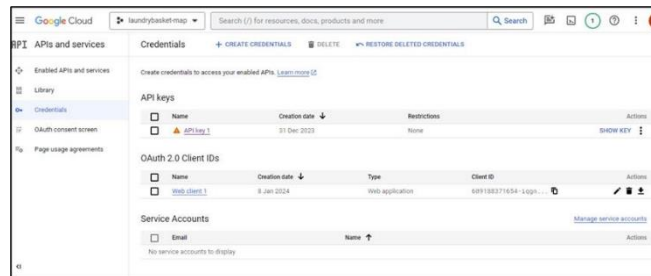 Google Cloud laundrybasket-map Search (/) for resources, docs, products and more Search 1
API APIs and services Credentials + CREATE CREDENTIALS DELETE RESTORE DELETED CREDENTIALS
Enabled APIs and services
Library
Credentials
OAuth consent screen
Page usage agreements
Create credentials to access your enabled APIs. Learn more
API keys
Name Creation date Restrictions Actions
API key 1 31 Dec 2023 None SHOW KEY
OAuth 2.0 Client IDs
Name Creation date Type Client ID Actions
Web client 1 8 Jan 2024 Web application 609188371654-iqgn...
Service Accounts Manage service accounts
Email Name Actions
No service accounts to display